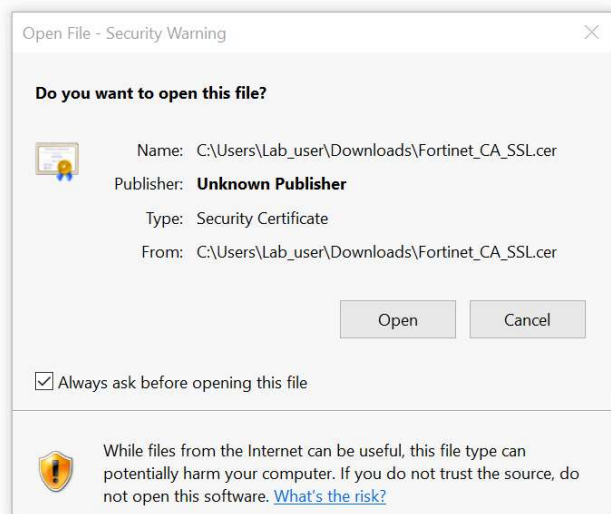 Open File - Security Warning
Do you want to open this file?
Name: C:\Users\Lab_user\Downloads\Fortinet_CA_SSL.cer
Publisher: Unknown Publisher
Type: Security Certificate
From: C:\Users\Lab_user\Downloads\Fortinet_CA_SSL.cer
Open Cancel
Always ask before opening this file
While files from the Internet can be useful, this file type can
potentially harm your computer. If you do not trust the source, do
not open this software. What's the risk?